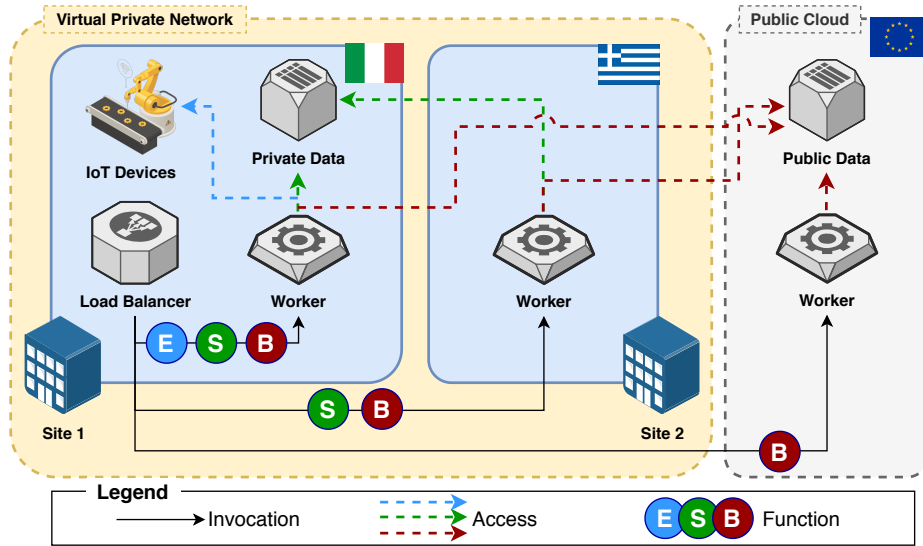 Virtual Private Network
Public Cloud
IoT Devices
Private Data
Public Data
Load Balancer
Worker
Worker
Worker
E
S
B
S
B
B
Site 1
Site 2
Legend
Invocation
Access
E
S
B
Function